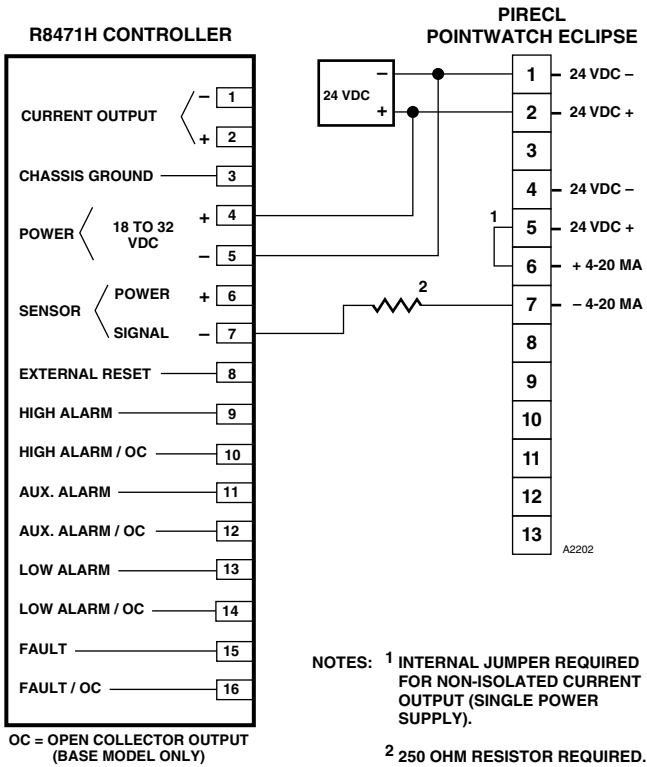 R8471H CONTROLLER
CURRENT OUTPUT
– 1
+ 2
CHASSIS GROUND 3
POWER 18 TO 32 VDC
+ 4
– 5
SENSOR
POWER + 6
SIGNAL – 7
EXTERNAL RESET 8
HIGH ALARM 9
HIGH ALARM / OC 10
AUX. ALARM 11
AUX. ALARM / OC 12
LOW ALARM 13
LOW ALARM / OC 14
FAULT 15
FAULT / OC 16
OC = OPEN COLLECTOR OUTPUT
(BASE MODEL ONLY)
24 VDC
–
+
2
PIRECL
POINTWATCH ECLIPSE
1 24 VDC –
2 24 VDC +
3
4 24 VDC –
1
5 24 VDC +
6 + 4-20 MA
7 – 4-20 MA
8
9
10
11
12
13
A2202
NOTES: 1 INTERNAL JUMPER REQUIRED
FOR NON-ISOLATED CURRENT
OUTPUT (SINGLE POWER
SUPPLY).
2 250 OHM RESISTOR REQUIRED.